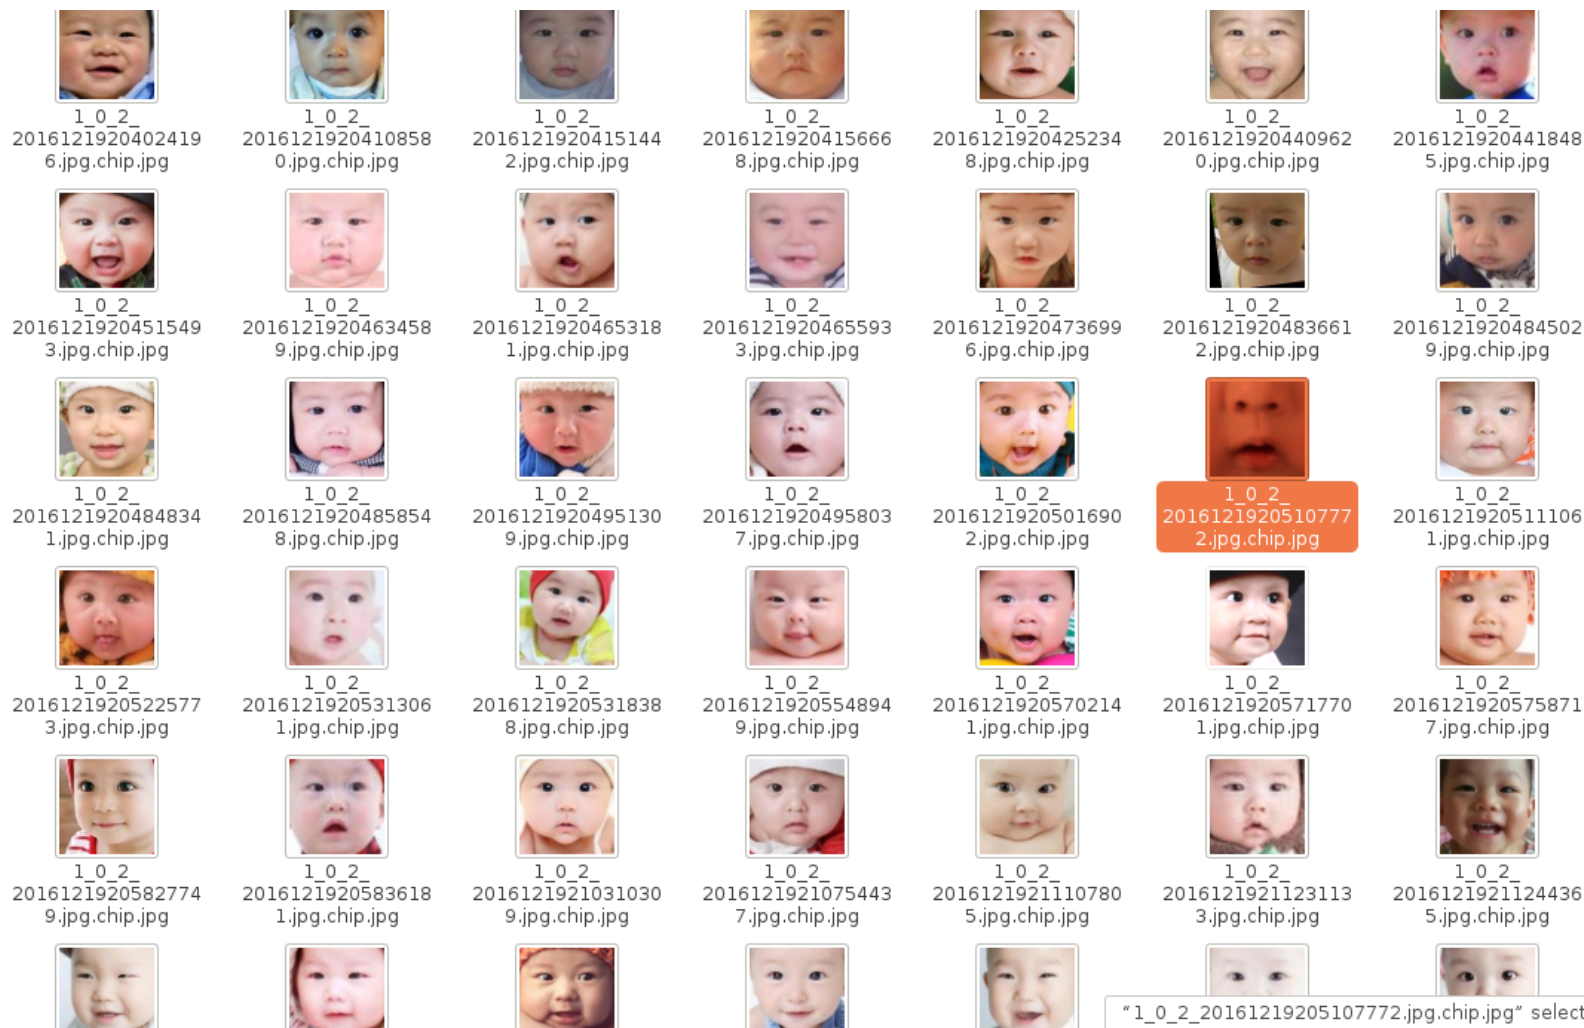 1_0_2_
2016121920402419
6.jpg.chip.jpg
1_0_2_
2016121920410858
0.jpg.chip.jpg
1_0_2_
2016121920415144
2.jpg.chip.jpg
1_0_2_
2016121920415666
8.jpg.chip.jpg
1_0_2_
2016121920425234
8.jpg.chip.jpg
1_0_2_
2016121920440962
0.jpg.chip.jpg
1_0_2_
2016121920441848
5.jpg.chip.jpg
1_0_2_
2016121920451549
3.jpg.chip.jpg
1_0_2_
2016121920463458
9.jpg.chip.jpg
1_0_2_
2016121920465318
1.jpg.chip.jpg
1_0_2_
2016121920465593
3.jpg.chip.jpg
1_0_2_
2016121920473699
6.jpg.chip.jpg
1_0_2_
2016121920483661
2.jpg.chip.jpg
1_0_2_
2016121920484502
9.jpg.chip.jpg
1_0_2_
2016121920484834
1.jpg.chip.jpg
1_0_2_
2016121920485854
8.jpg.chip.jpg
1_0_2_
2016121920495130
9.jpg.chip.jpg
1_0_2_
2016121920495803
7.jpg.chip.jpg
1_0_2_
2016121920501690
2.jpg.chip.jpg
1_0_2_
2016121920510777
2.jpg.chip.jpg
1_0_2_
2016121920511106
1.jpg.chip.jpg
1_0_2_
2016121920522577
3.jpg.chip.jpg
1_0_2_
2016121920531306
1.jpg.chip.jpg
1_0_2_
2016121920531838
8.jpg.chip.jpg
1_0_2_
2016121920554894
9.jpg.chip.jpg
1_0_2_
2016121920570214
1.jpg.chip.jpg
1_0_2_
2016121920571770
1.jpg.chip.jpg
1_0_2_
2016121920575871
7.jpg.chip.jpg
1_0_2_
2016121920582774
9.jpg.chip.jpg
1_0_2_
2016121920583618
1.jpg.chip.jpg
1_0_2_
2016121921031030
9.jpg.chip.jpg
1_0_2_
2016121921075443
7.jpg.chip.jpg
1_0_2_
2016121921110780
5.jpg.chip.jpg
1_0_2_
2016121921123113
3.jpg.chip.jpg
1_0_2_
2016121921124436
5.jpg.chip.jpg
“1_0_2_20161219205107772.jpg.chip.jpg” select